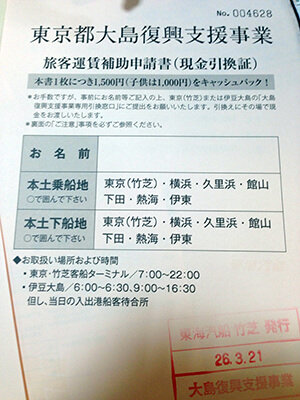 No. 004628
東京都大島復興支援事業
旅客運賃補助申請書(現金引換証)
本書1枚につき1,500円(子供は1,000円)をキャッシュバック!
*お手数ですが、事前にお名前等ご記入の上、東京(竹芝)または伊豆大島の「大島
復興支援事業専用引換窓口」にご提出をお願いいたします。引換えにその場で現
金をお渡しいたします。
*裏面の「ご注意」事項を必ずご参照ください。
お名前
本土乗船地
○で囲んで下さい
東京(竹芝)・横浜・久里浜・館山
下田・熱海・伊東
本土下船地
○で囲んで下さい
東京(竹芝)・横浜・久里浜・館山
下田・熱海・伊東
◆お取扱い場所および時間
・東京・竹芝客船ターミナル/7:00〜22:00
・伊豆大島/6:00〜6:30、9:00〜16:30
但し、当日の入出港船客待合所
東海汽船 竹芝 発行
26.3.21
大島復興支援事業